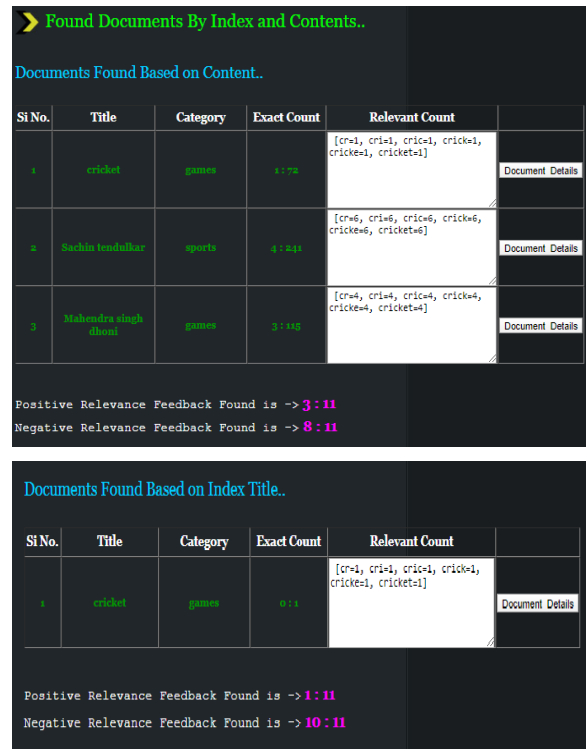 Found Documents By Index and Contents..
Documents Found Based on Content..
Si No. Title Category Exact Count Relevant Count
1 cricket games 1 : 72 [cr=1, cri=1, cric=1, crick=1, cricke=1, cricket=1] Document Details
2 Sachin tendulkar sports 4 : 241 [cr=6, cri=6, cric=6, crick=6, cricke=6, cricket=6] Document Details
3 Mahendra singh dhoni games 3 : 115 [cr=4, cri=4, cric=4, crick=4, cricke=4, cricket=4] Document Details
Positive Relevance Feedback Found is -> 3 : 11
Negative Relevance Feedback Found is -> 8 : 11
Documents Found Based on Index Title..
Si No. Title Category Exact Count Relevant Count
1 cricket games 0 : 1 [cr=1, cri=1, cric=1, crick=1, cricke=1, cricket=1] Document Details
Positive Relevance Feedback Found is -> 1 : 11
Negative Relevance Feedback Found is -> 10 : 11